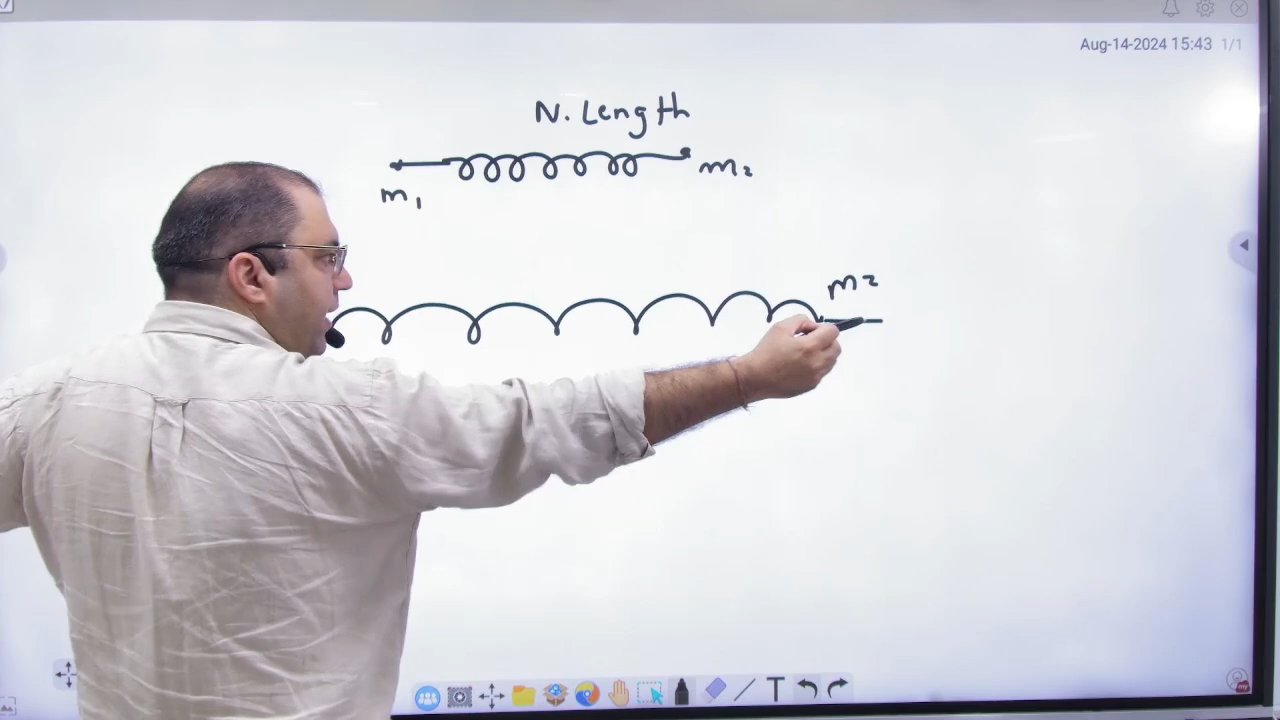 Aug-14-2024 15:43 1/1
N. Length
m₁
m₂
m₂
T